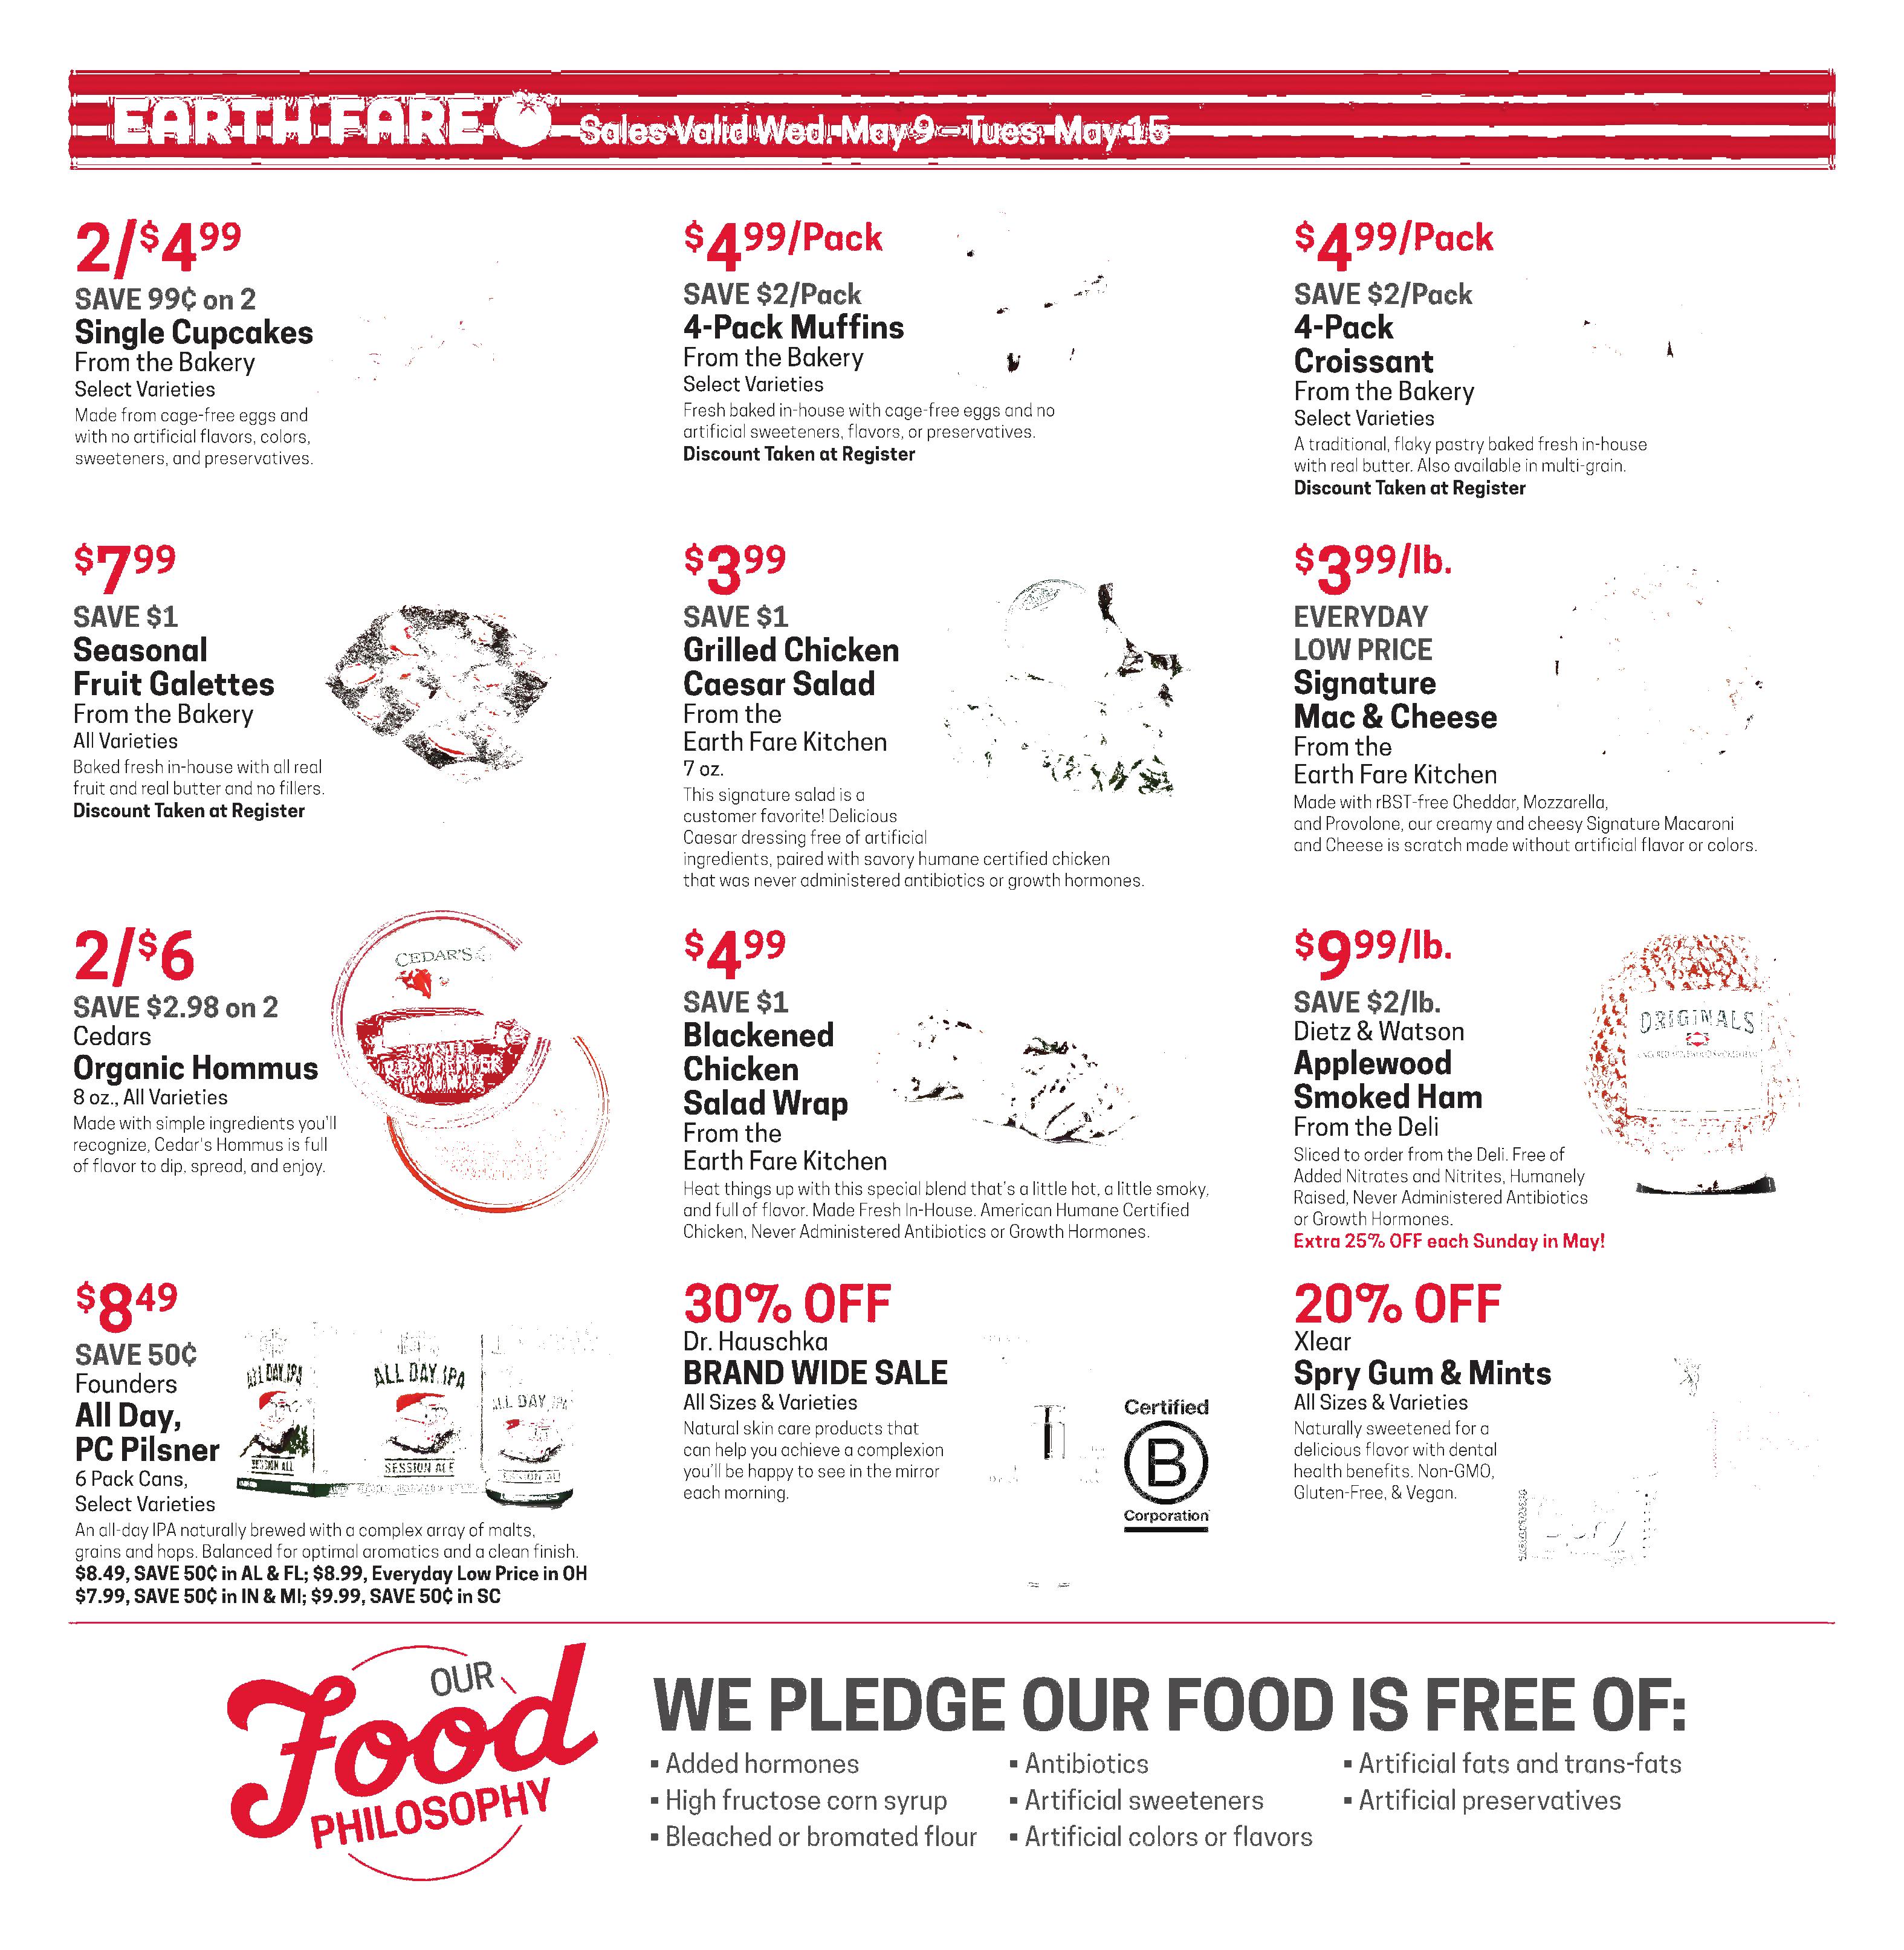 EARTH FARE Sales Valid Wed. May 9 – Tues. May 15
2/$4.99
SAVE 99¢ on 2
Single Cupcakes
From the Bakery
Select Varieties
Made from cage-free eggs and
with no artificial flavors, colors,
sweeteners, and preservatives.
$4.99/Pack
SAVE $2/Pack
4-Pack Muffins
From the Bakery
Select Varieties
Fresh baked in-house with cage-free eggs and no
artificial sweeteners, flavors, or preservatives.
Discount Taken at Register
$4.99/Pack
SAVE $2/Pack
4-Pack
Croissant
From the Bakery
Select Varieties
A traditional, flaky pastry baked fresh in-house
with real butter. Also available in multi-grain.
Discount Taken at Register
$7.99
SAVE $1
Seasonal
Fruit Galettes
From the Bakery
All Varieties
Baked fresh in-house with all real
fruit and real butter and no fillers.
Discount Taken at Register
$3.99
SAVE $1
Grilled Chicken
Caesar Salad
From the
Earth Fare Kitchen
7 oz.
This signature salad is a
customer favorite! Delicious
Caesar dressing free of artificial
ingredients, paired with savory humane certified chicken
that was never administered antibiotics or growth hormones.
$3.99/lb.
EVERYDAY
LOW PRICE
Signature
Mac & Cheese
From the
Earth Fare Kitchen
Made with rBST-free Cheddar, Mozzarella,
and Provolone, our creamy and cheesy Signature Macaroni
and Cheese is scratch made without artificial flavor or colors.
2/$6
SAVE $2.98 on 2
Cedars
Organic Hommus
8 oz., All Varieties
Made with simple ingredients you'll
recognize, Cedar's Hommus is full
of flavor to dip, spread, and enjoy.
CEDAR'S
ROASTED
RED PEPPER
HOMMUS
$4.99
SAVE $1
Blackened
Chicken
Salad Wrap
From the
Earth Fare Kitchen
Heat things up with this special blend that's a little hot, a little smoky,
and full of flavor. Made Fresh In-House. American Humane Certified
Chicken, Never Administered Antibiotics or Growth Hormones.
$9.99/lb.
SAVE $2/lb.
Dietz & Watson
Applewood
Smoked Ham
From the Deli
Sliced to order from the Deli. Free of
Added Nitrates and Nitrites, Humanely
Raised, Never Administered Antibiotics
or Growth Hormones.
Extra 25% OFF each Sunday in May!
ORIGINALS
$8.49
SAVE 50¢
Founders
All Day,
PC Pilsner
6 Pack Cans,
Select Varieties
An all-day IPA naturally brewed with a complex array of malts,
grains and hops. Balanced for optimal aromatics and a clean finish.
$8.49, SAVE 50¢ in AL & FL; $8.99, Everyday Low Price in OH
$7.99, SAVE 50¢ in IN & MI; $9.99, SAVE 50¢ in SC
ALL DAY IPA
SESSION ALE
ALL DAY IPA
SESSION ALE
ALL DAY IPA
SESSION ALE
30% OFF
Dr. Hauschka
BRAND WIDE SALE
All Sizes & Varieties
Natural skin care products that
can help you achieve a complexion
you'll be happy to see in the mirror
each morning.
Certified
B
Corporation
20% OFF
Xlear
Spry Gum & Mints
All Sizes & Varieties
Naturally sweetened for a
delicious flavor with dental
health benefits. Non-GMO,
Gluten-Free, & Vegan.
OUR
Food
PHILOSOPHY
WE PLEDGE OUR FOOD IS FREE OF:
▪ Added hormones
▪ High fructose corn syrup
▪ Bleached or bromated flour
▪ Antibiotics
▪ Artificial sweeteners
▪ Artificial colors or flavors
▪ Artificial fats and trans-fats
▪ Artificial preservatives